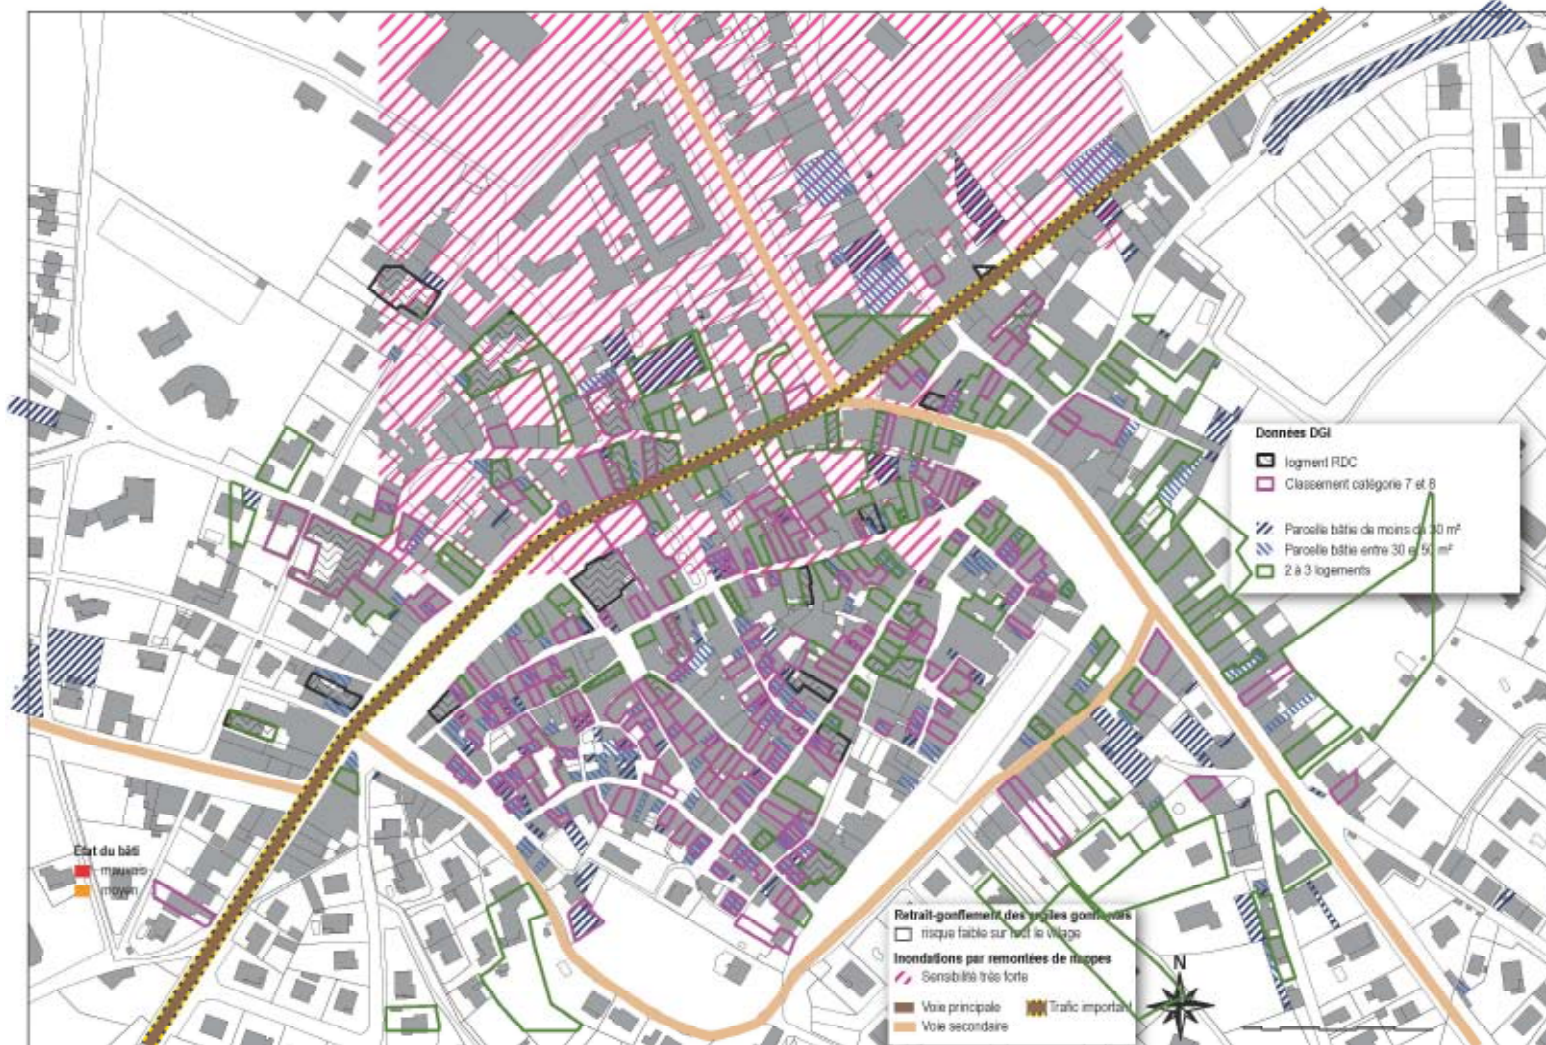 Données DGI
logment RDC
Classement catégorie 7 et 8
Parcelle bâtie de moins de 30 m²
Parcelle bâtie entre 30 et 50 m²
2 à 3 logements
Etat du bâti
mauvais
moyen
Retrait-gonflement des argiles gonflantes
risque faible sur tout le village
Inondations par remontées de nappes
Sensibilité très forte
Voie principale
Trafic important
Voie secondaire
N